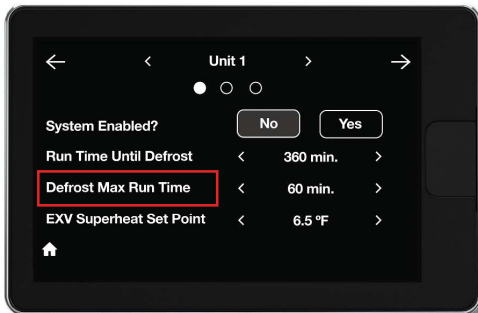 Unit 1
System Enabled? No Yes
Run Time Until Defrost < 360 min. >
Defrost Max Run Time < 60 min. >
EXV Superheat Set Point < 6.5 ºF >